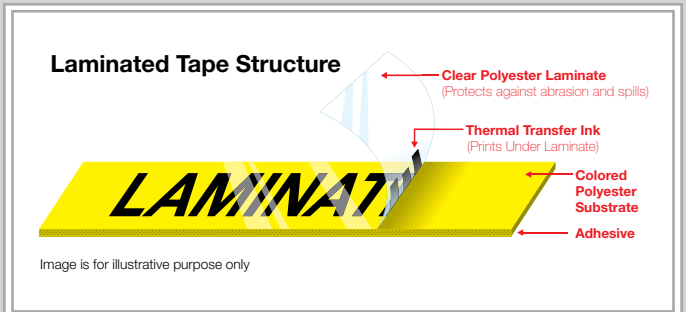 Laminated Tape Structure
Clear Polyester Laminate
(Protects against abrasion and spills)
Thermal Transfer Ink
(Prints Under Laminate)
Colored
Polyester
Substrate
LAMINAT
Adhesive
Image is for illustrative purpose only